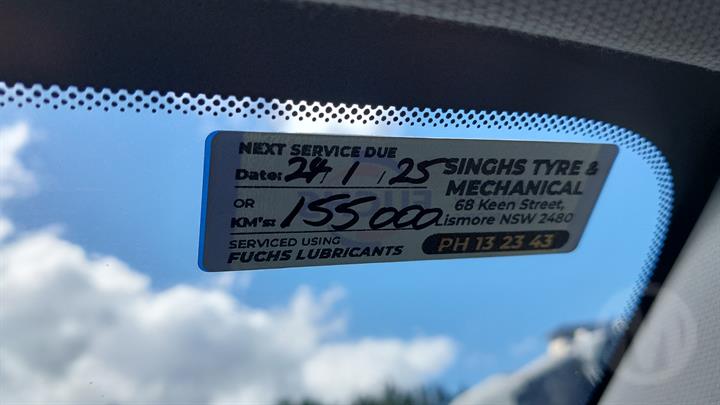 NEXT SERVICE DUE
Date: 24/1/25
OR
KM's: 155000
SERVICED USING
FUCHS LUBRICANTS
SINGHS TYRE &
MECHANICAL
68 Keen Street,
Lismore NSW 2480
PH 13 23 43